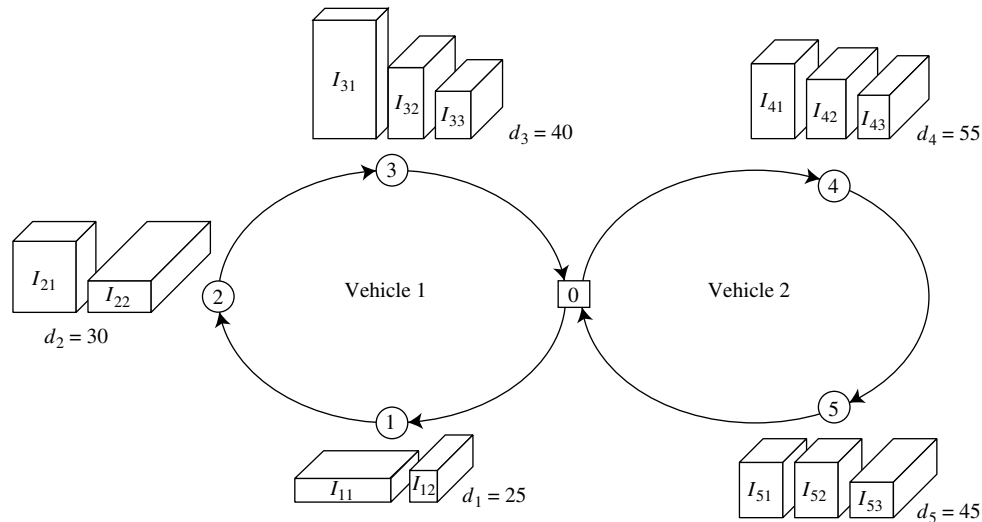 I31
I32
I33
d3 = 40
I41
I42
I43
d4 = 55
3
4
I21
I22
d2 = 30
2
Vehicle 1
0
Vehicle 2
1
5
I11
I12
d1 = 25
I51
I52
I53
d5 = 45